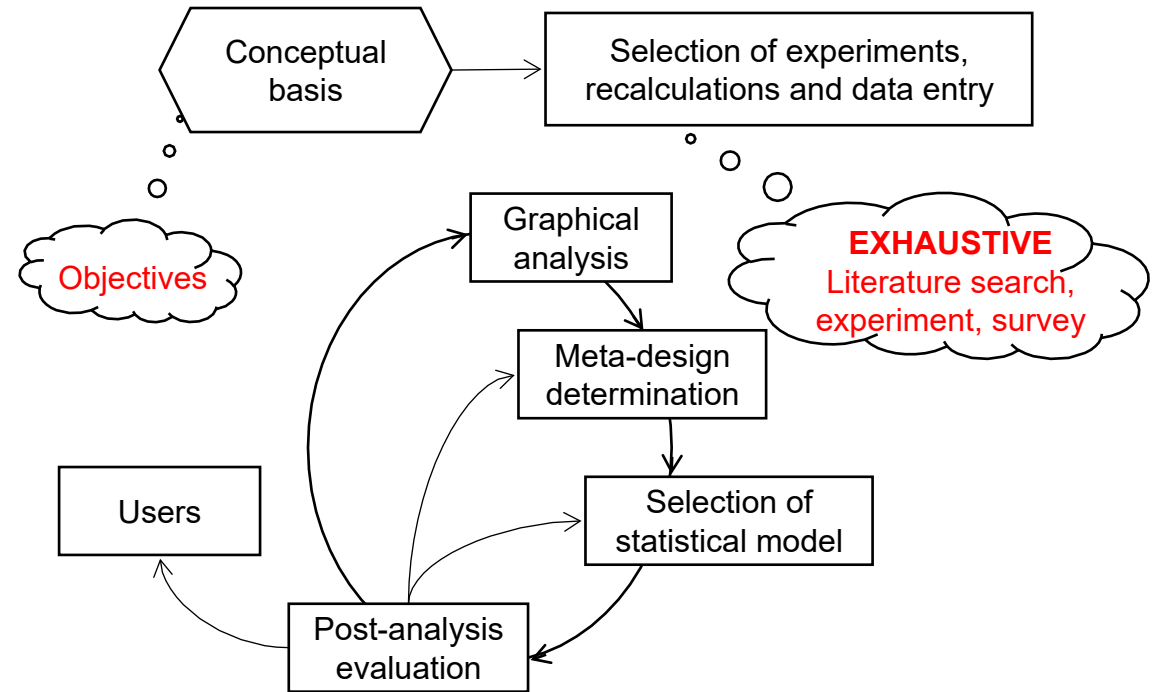 Conceptual
basis
Selection of experiments,
recalculations and data entry
Objectives
EXHAUSTIVE
Literature search,
experiment, survey
Graphical
analysis
Meta-design
determination
Selection of
statistical model
Users
Post-analysis
evaluation